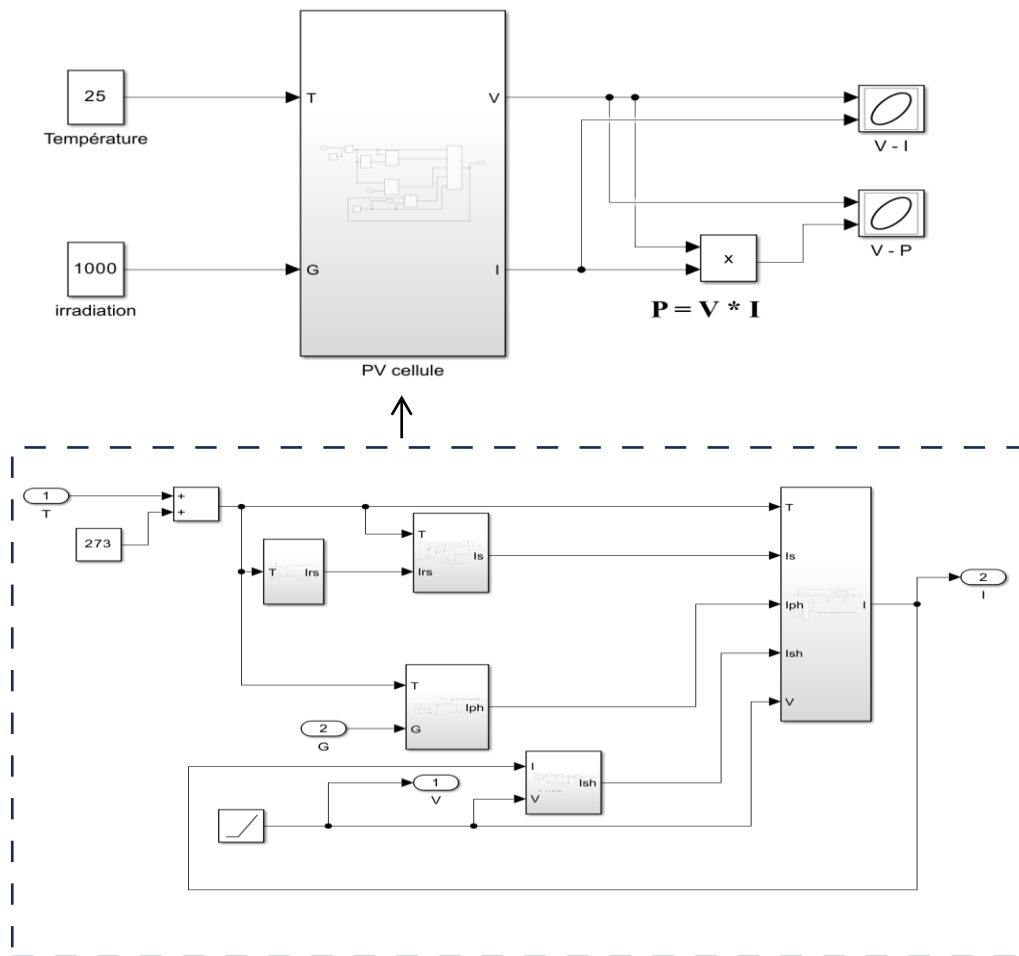 25
Température
1000
irradiation
T
G
V
I
PV cellule
V - I
V - P
x
P = V * I
1
T
+
+
273
T
Irs
T
Irs
Is
T
G
Iph
2
G
1
V
I
V
Ish
T
Is
Iph
Ish
V
I
2
I